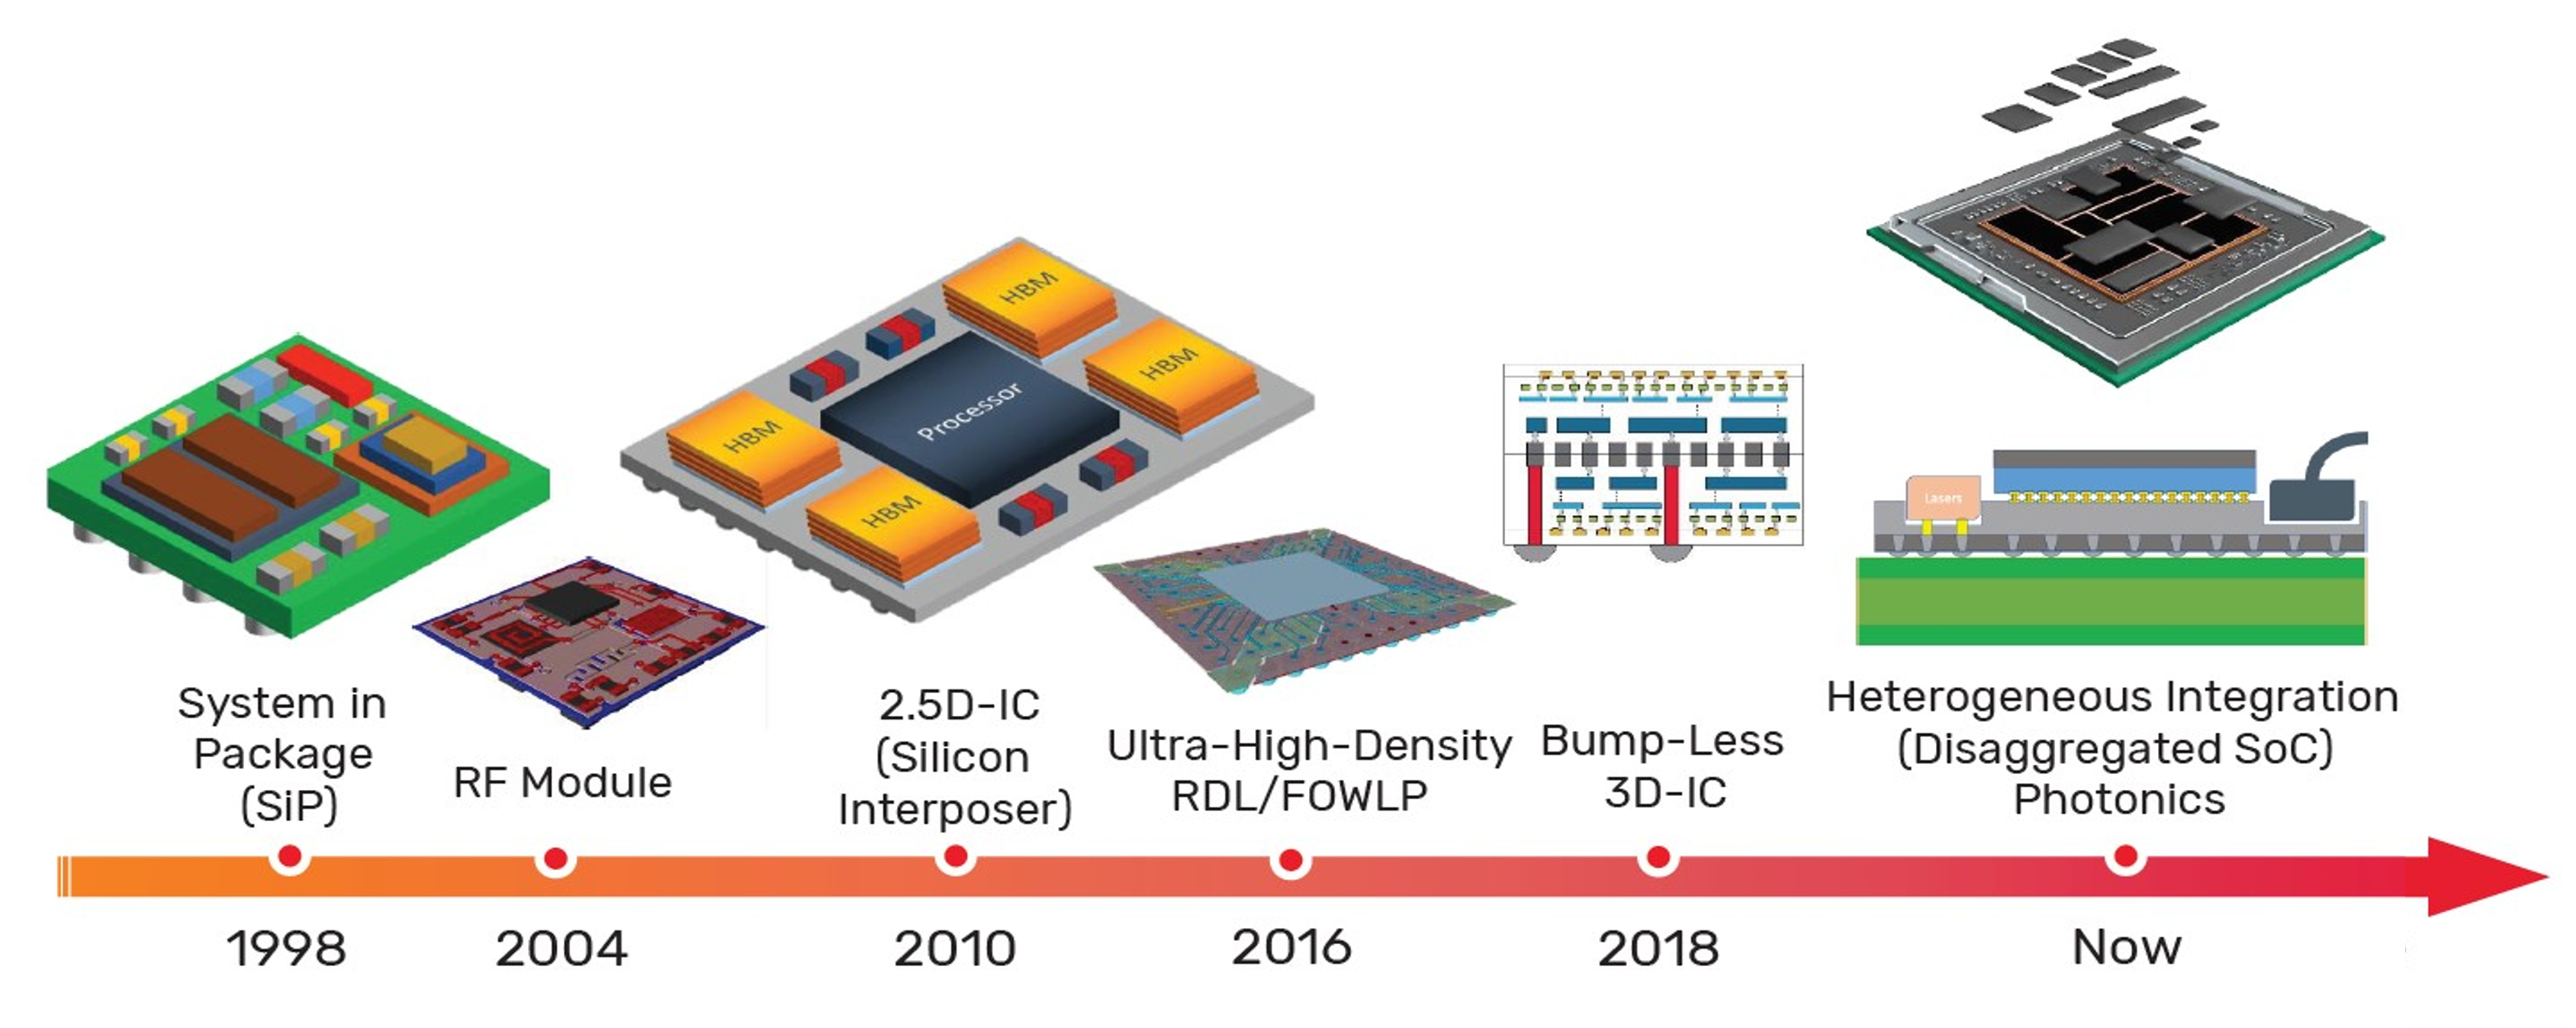 HBM
HBM
HBM
HBM
Processor
Lasers
System in
Package
(SiP)
RF Module
2.5D-IC
(Silicon
Interposer)
Ultra-High-Density
RDL/FOWLP
Bump-Less
3D-IC
Heterogeneous Integration
(Disaggregated SoC)
Photonics
1998
2004
2010
2016
2018
Now